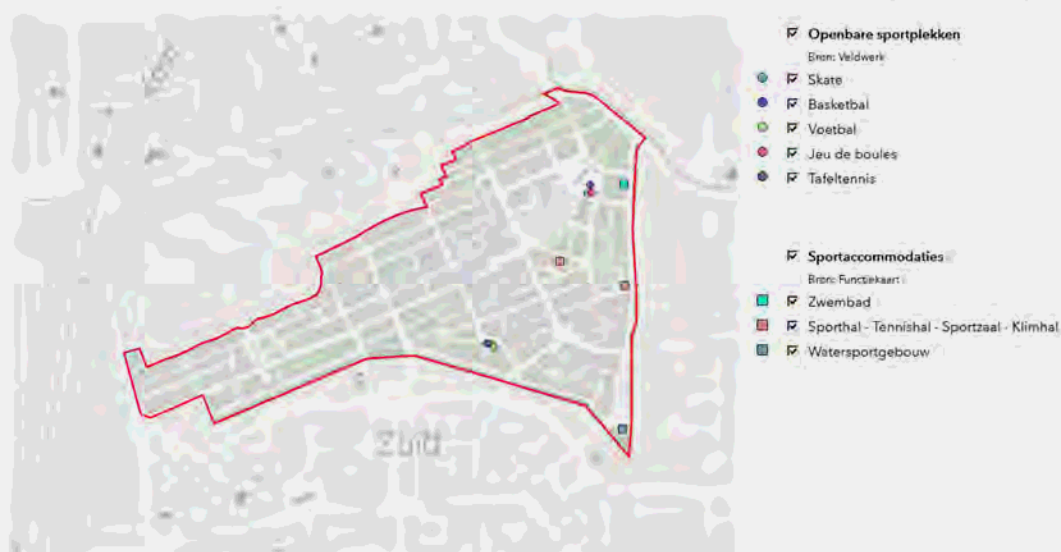 Openbare sportplekken
Bron: Veldwerk
Skate
Basketbal
Voetbal
Jeu de boules
Tafeltennis
Sportaccommodaties
Bron: Functiekaart
Zwembad
Sporthal - Tennishal - Sportzaal - Klimhal
Watersportgebouw
Zuid